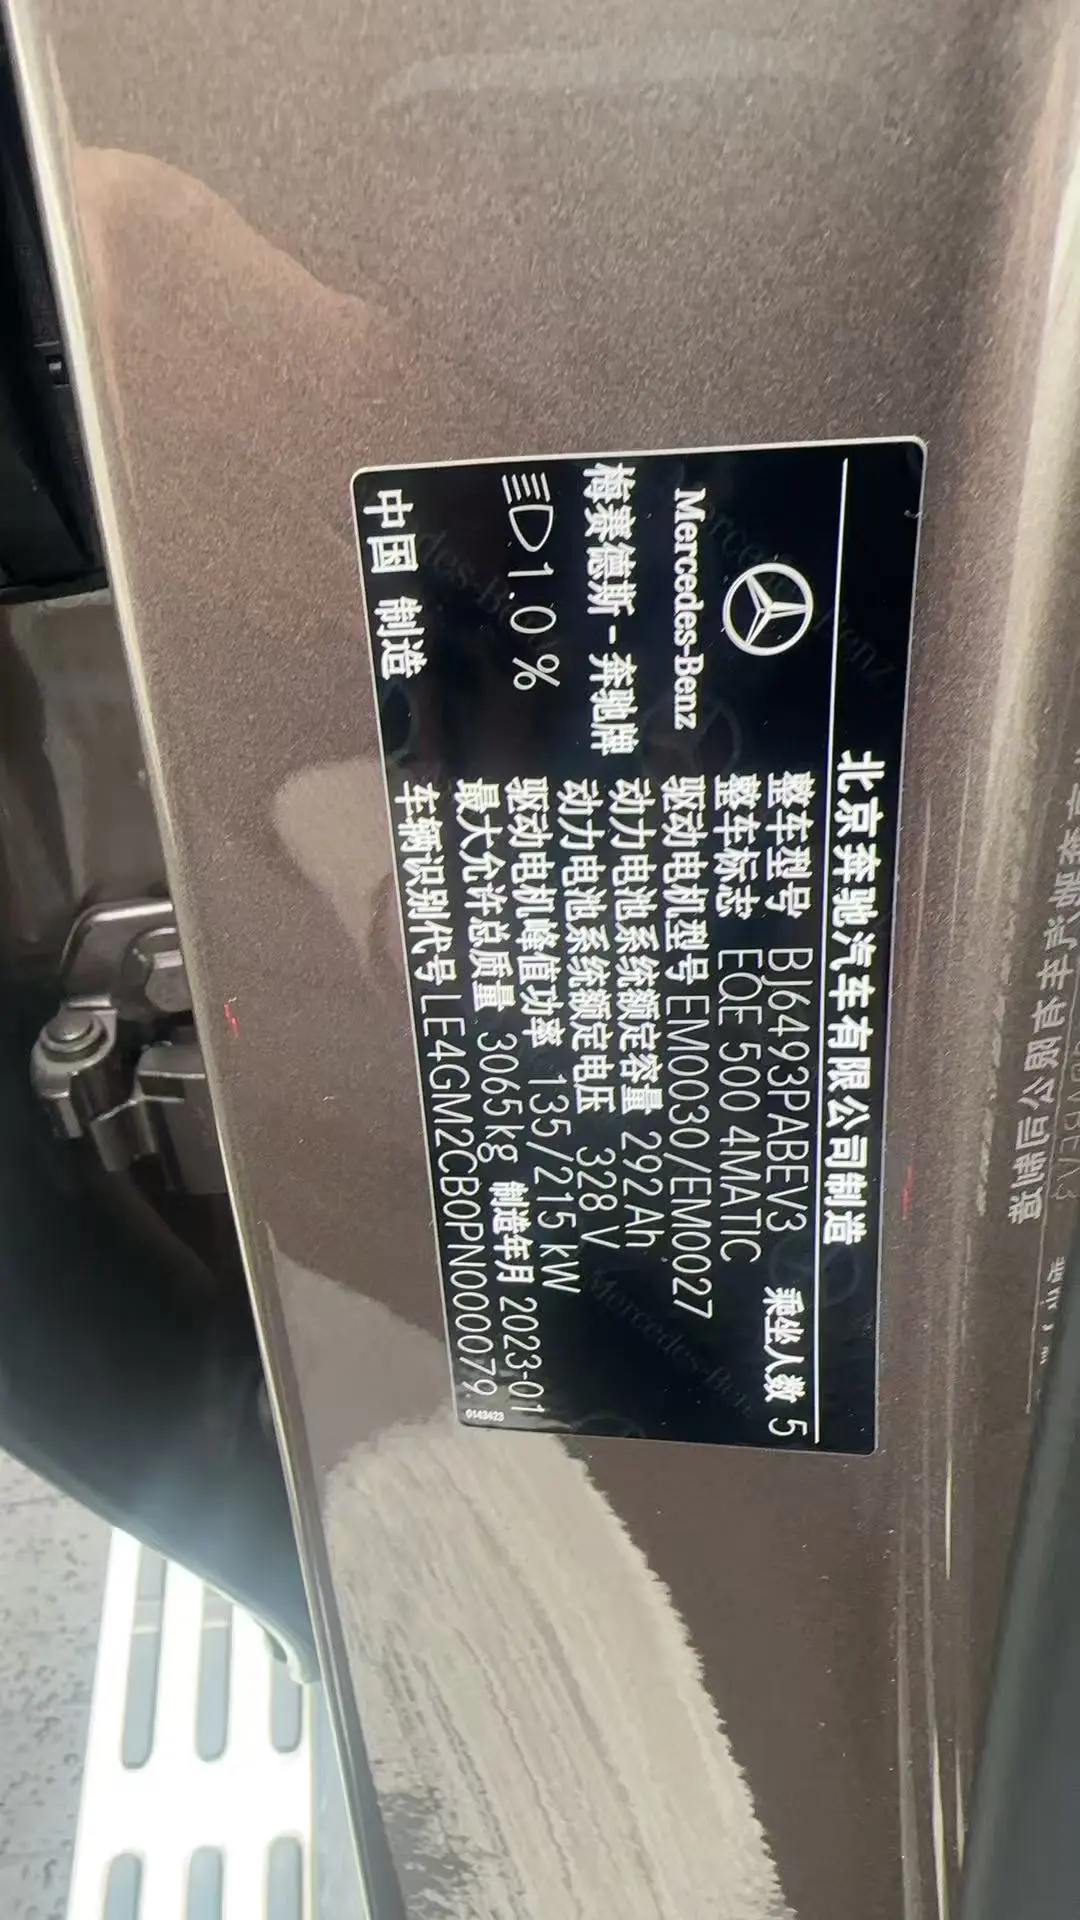 北京奔驰汽车有限公司制造
Mercedes-Benz
梅赛德斯-奔驰牌
1.0%
中国 制造
整车型号 BJ6493PABEV3 乘坐人数 5
整车标志 EQE 500 4MATIC
驱动电机型号 EM0030/EM0027
动力电池系统额定容量 292Ah
动力电池系统额定电压 328 V
驱动电机峰值功率 135/215 kW
最大允许总质量 3065kg 制造年月 2023-01
车辆识别代号 LE4GM2CB0PN000079
0143423